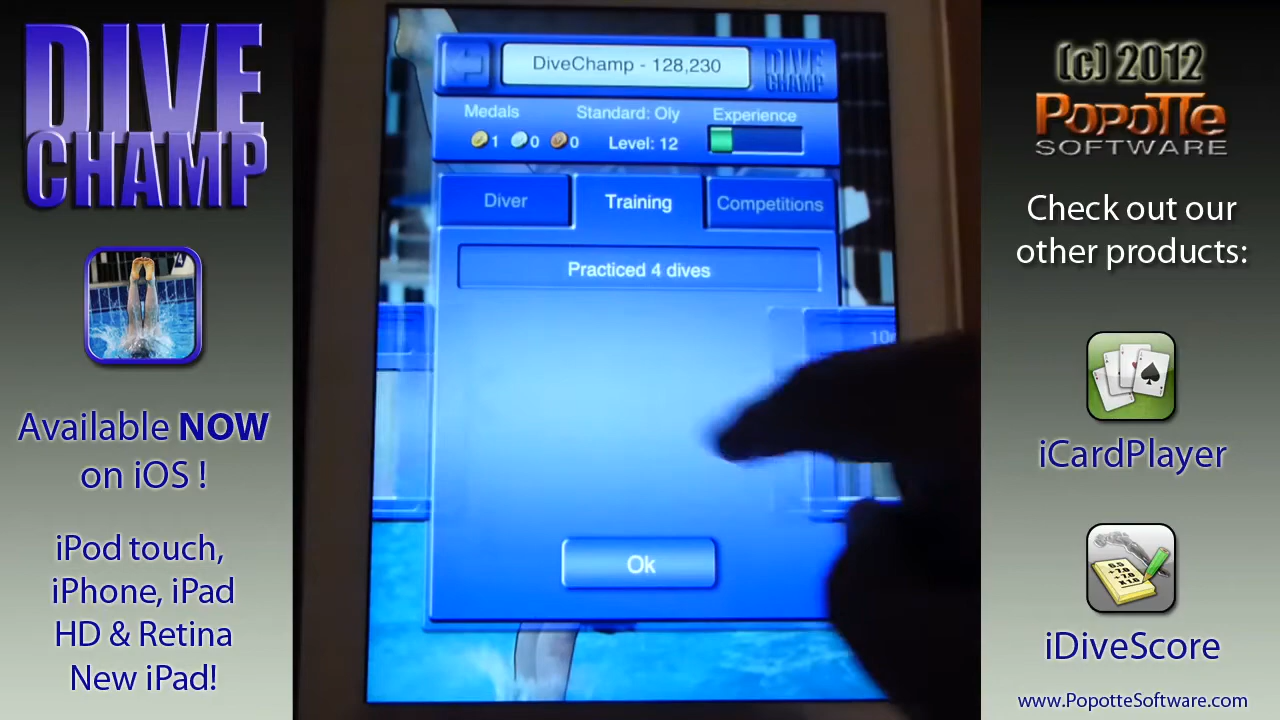 DIVE
CHAMP
Available NOW
on iOS !
iPod touch,
iPhone, iPad
HD & Retina
New iPad!
DiveChamp - 128,230
DIVE
CHAMP
Medals
Standard: Oly
Experience
1
0
0
Level: 12
Diver
Training
Competitions
Practiced 4 dives
Ok
(c) 2012
POPOTTE
SOFTWARE
Check out our
other products:
iCardPlayer
iDiveScore
www.PopotteSoftware.com